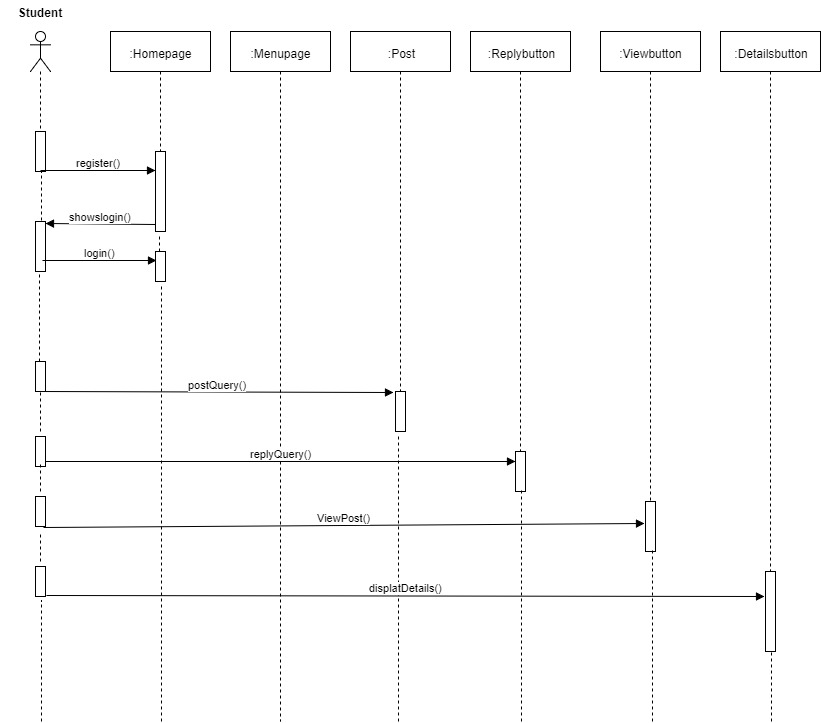 Student
:Homepage
:Menupage
:Post
:Replybutton
:Viewbutton
:Detailsbutton
register()
showslogin()
login()
postQuery()
replyQuery()
ViewPost()
displatDetails()